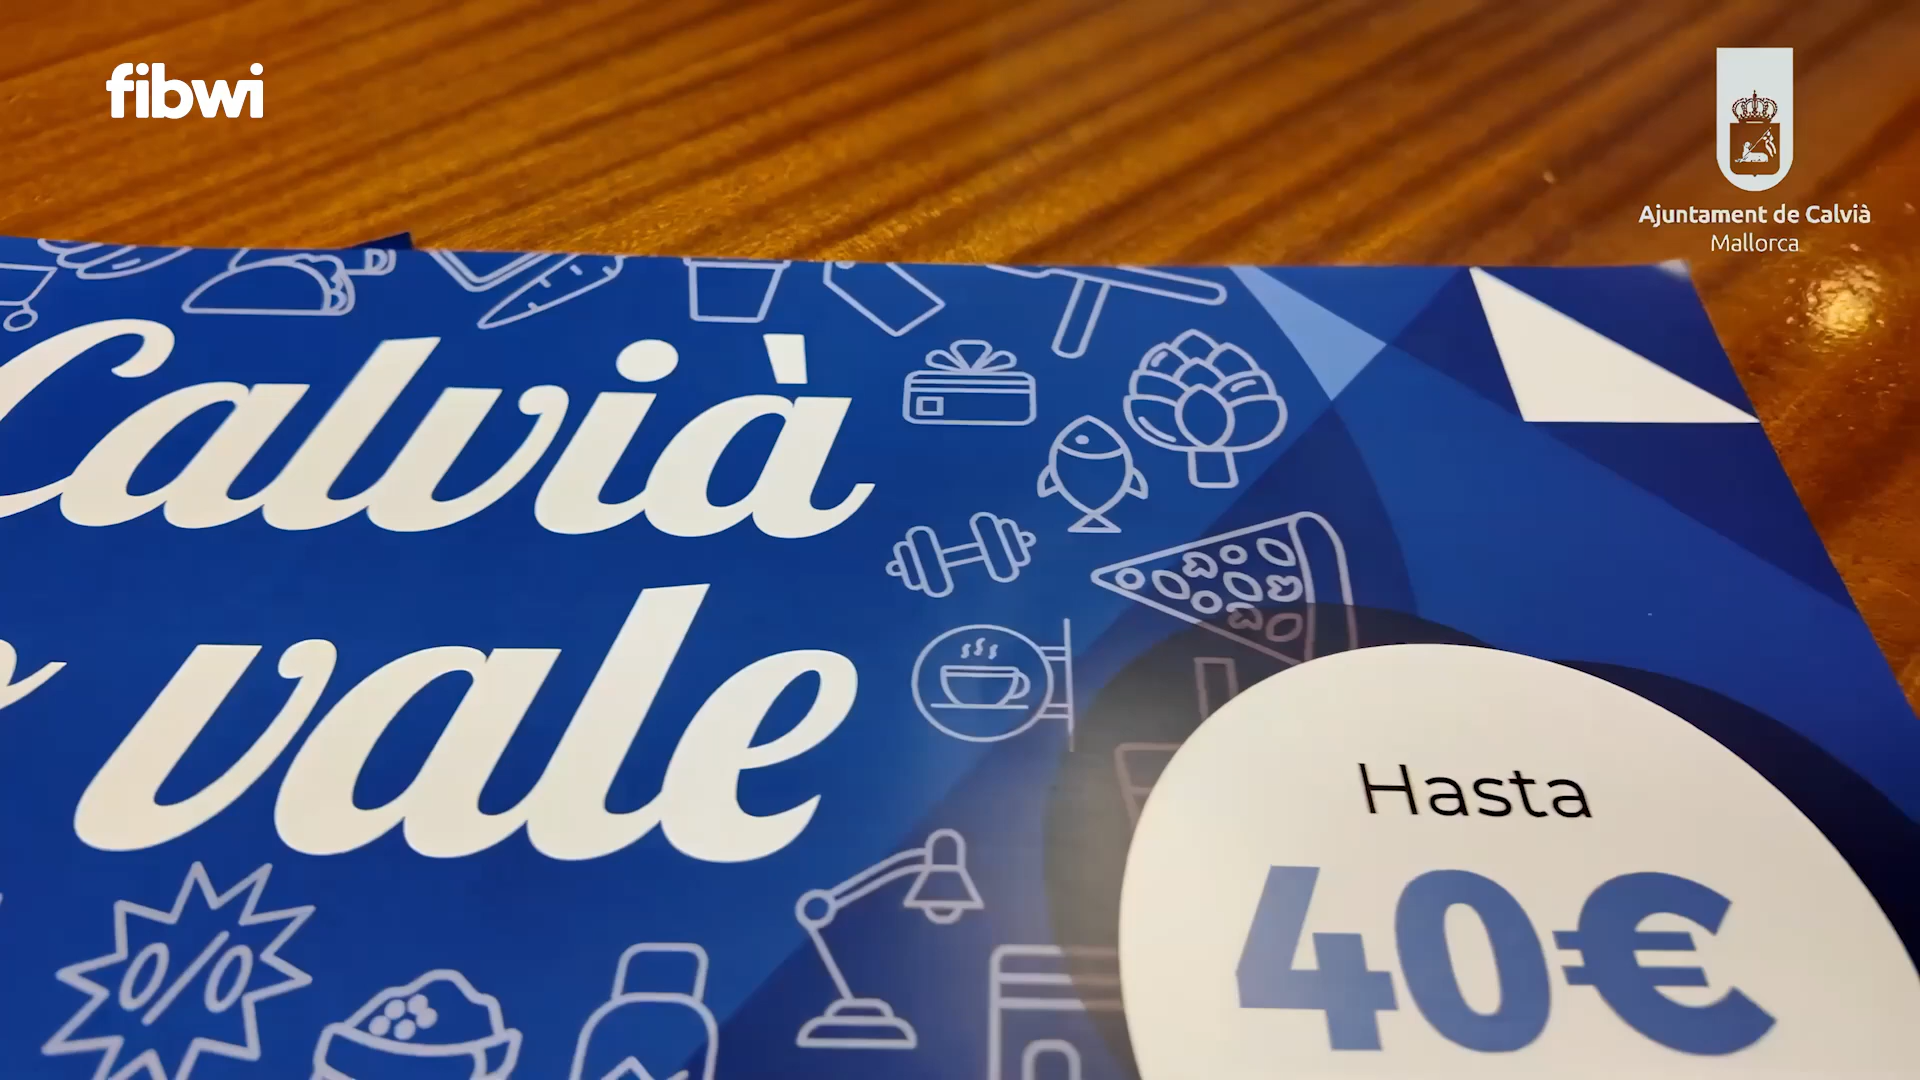 fibwi
Ajuntament de Calvià
Mallorca
Calvià
vale
Hasta
40€
%